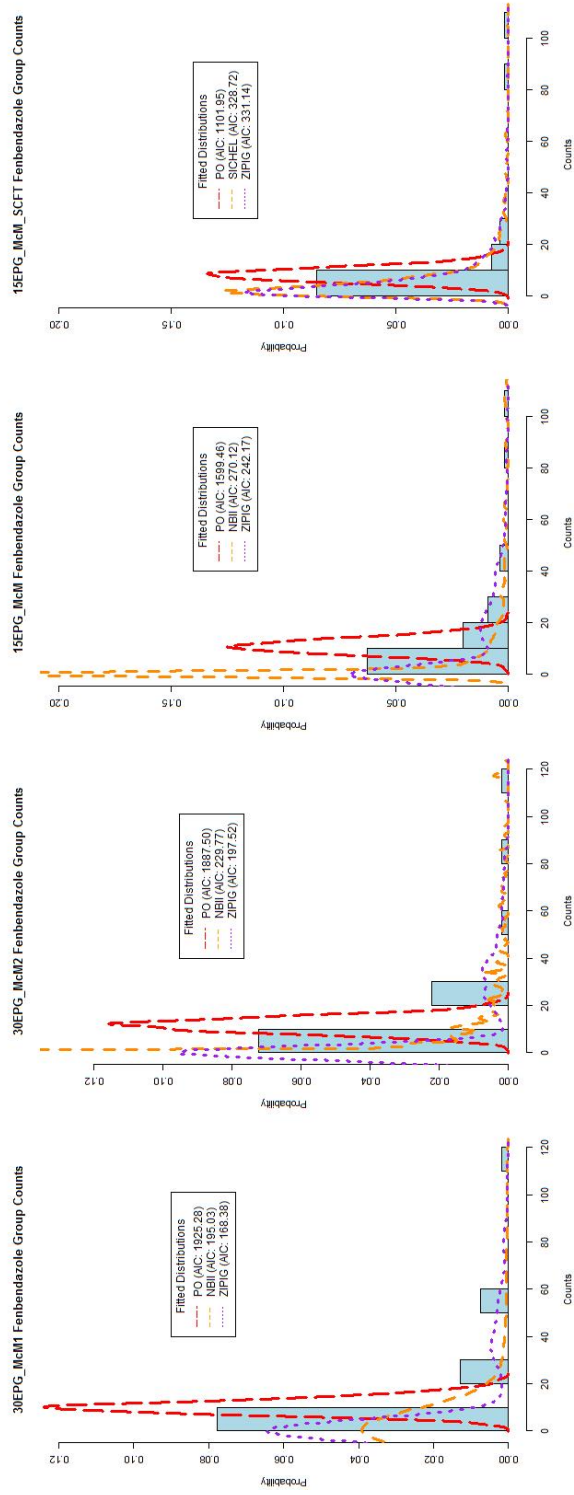 30EPG_McM1 Fenbendazole Group Counts
Probability
0.12
0.10
0.08
0.06
0.04
0.02
0.00
Fitted Distributions
PO (AIC: 1925.28)
NBII (AIC: 195.03)
ZIPIG (AIC: 168.38)
0 20 40 60 80 100 120
Counts
30EPG_McM2 Fenbendazole Group Counts
Probability
0.12
0.10
0.08
0.06
0.04
0.02
0.00
Fitted Distributions
PO (AIC: 1887.50)
NBII (AIC: 229.77)
ZIPIG (AIC: 197.52)
0 20 40 60 80 100 120
Counts
15EPG_McM Fenbendazole Group Counts
Probability
0.20
0.15
0.10
0.05
0.00
Fitted Distributions
PO (AIC: 1599.46)
NBII (AIC: 270.12)
ZIPIG (AIC: 242.17)
0 20 40 60 80 100
Counts
15EPG_McM_SCFT Fenbendazole Group Counts
Probability
0.20
0.15
0.10
0.05
0.00
Fitted Distributions
PO (AIC: 1101.95)
SICHEL (AIC: 328.72)
ZIPIG (AIC: 331.14)
0 20 40 60 80 100
Counts